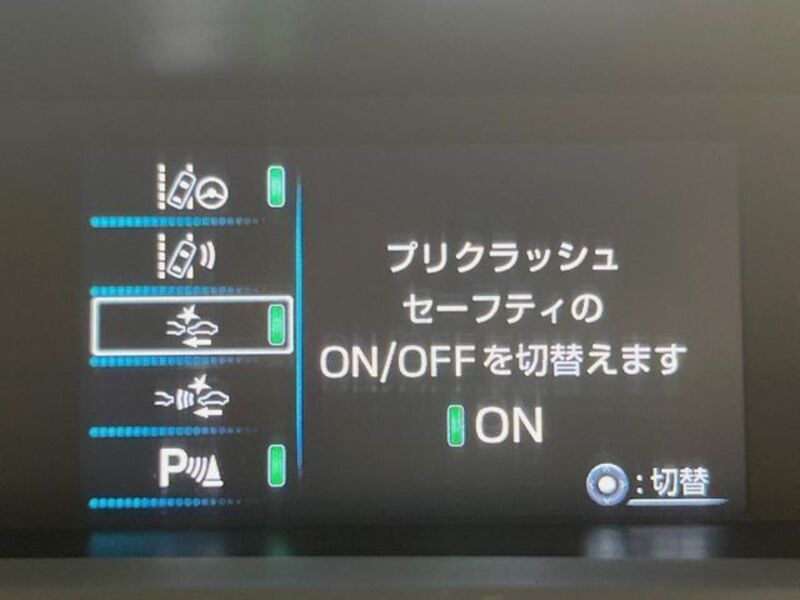 プリクラッシュ
セーフティの
ON/OFFを切替えます
ON
:切替
P